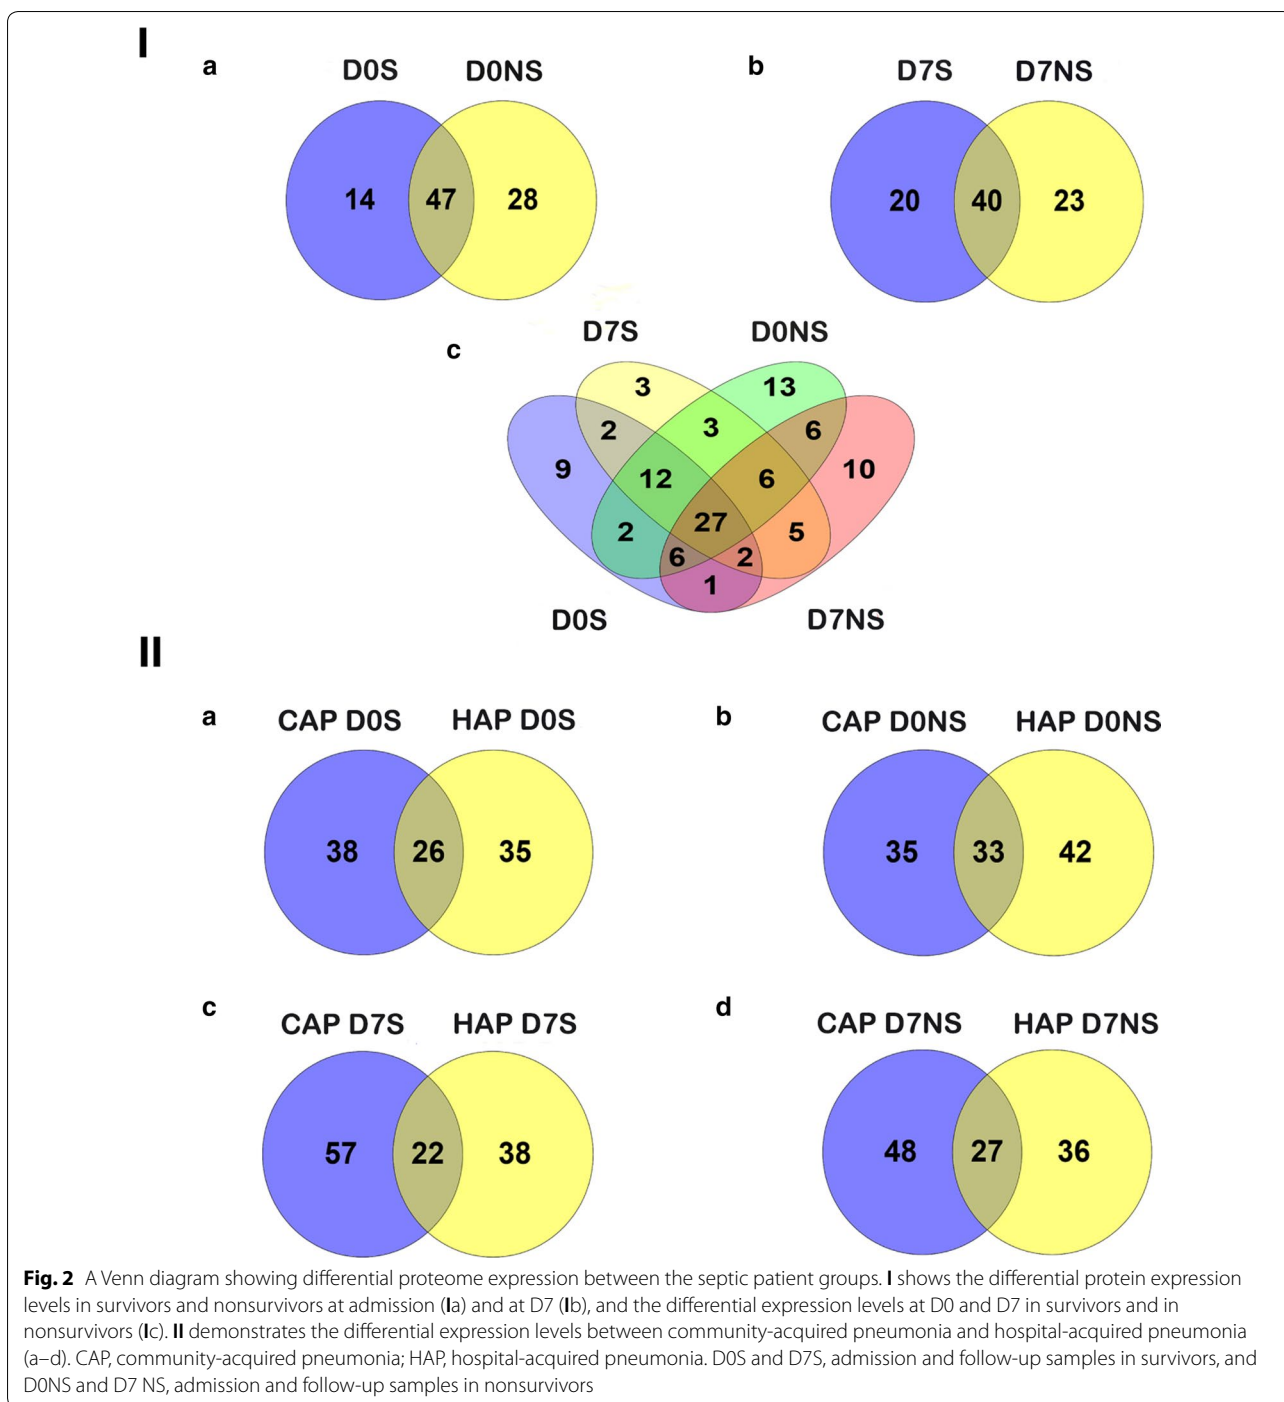 I
a
D0S D0NS
14 47 28
b
D7S D7NS
20 40 23
c
D7S D0NS
3 13
2 3 6
9 12 6 10
27
2 5
6 2
1
D0S D7NS
II
a
CAP D0S HAP D0S
38 26 35
b
CAP D0NS HAP D0NS
35 33 42
c
CAP D7S HAP D7S
57 22 38
d
CAP D7NS HAP D7NS
48 27 36
Fig. 2 A Venn diagram showing differential proteome expression between the septic patient groups. I shows the differential protein expression
levels in survivors and nonsurvivors at admission (Ia) and at D7 (Ib), and the differential expression levels at D0 and D7 in survivors and in
nonsurvivors (Ic). II demonstrates the differential expression levels between community-acquired pneumonia and hospital-acquired pneumonia
(a–d). CAP, community-acquired pneumonia; HAP, hospital-acquired pneumonia. D0S and D7S, admission and follow-up samples in survivors, and
D0NS and D7 NS, admission and follow-up samples in nonsurvivors